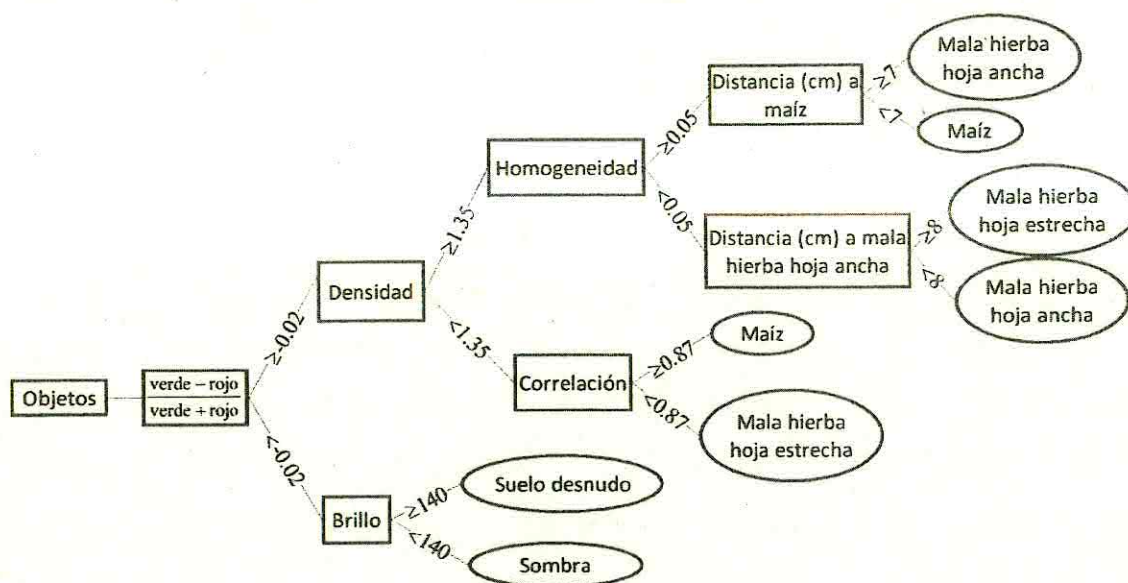 Objetos
verde – rojo
verde + rojo
≥-0.02
<-0.02
Densidad
≥1.35
<1.35
Homogeneidad
≥0.05
<0.05
Distancia (cm) a
maíz
≥7
<7
Mala hierba
hoja ancha
Maíz
Distancia (cm) a mala
hierba hoja ancha
≥8
<8
Mala hierba
hoja estrecha
Mala hierba
hoja ancha
Correlación
≥0.87
<0.87
Maíz
Mala hierba
hoja estrecha
Brillo
≥140
<140
Suelo desnudo
Sombra